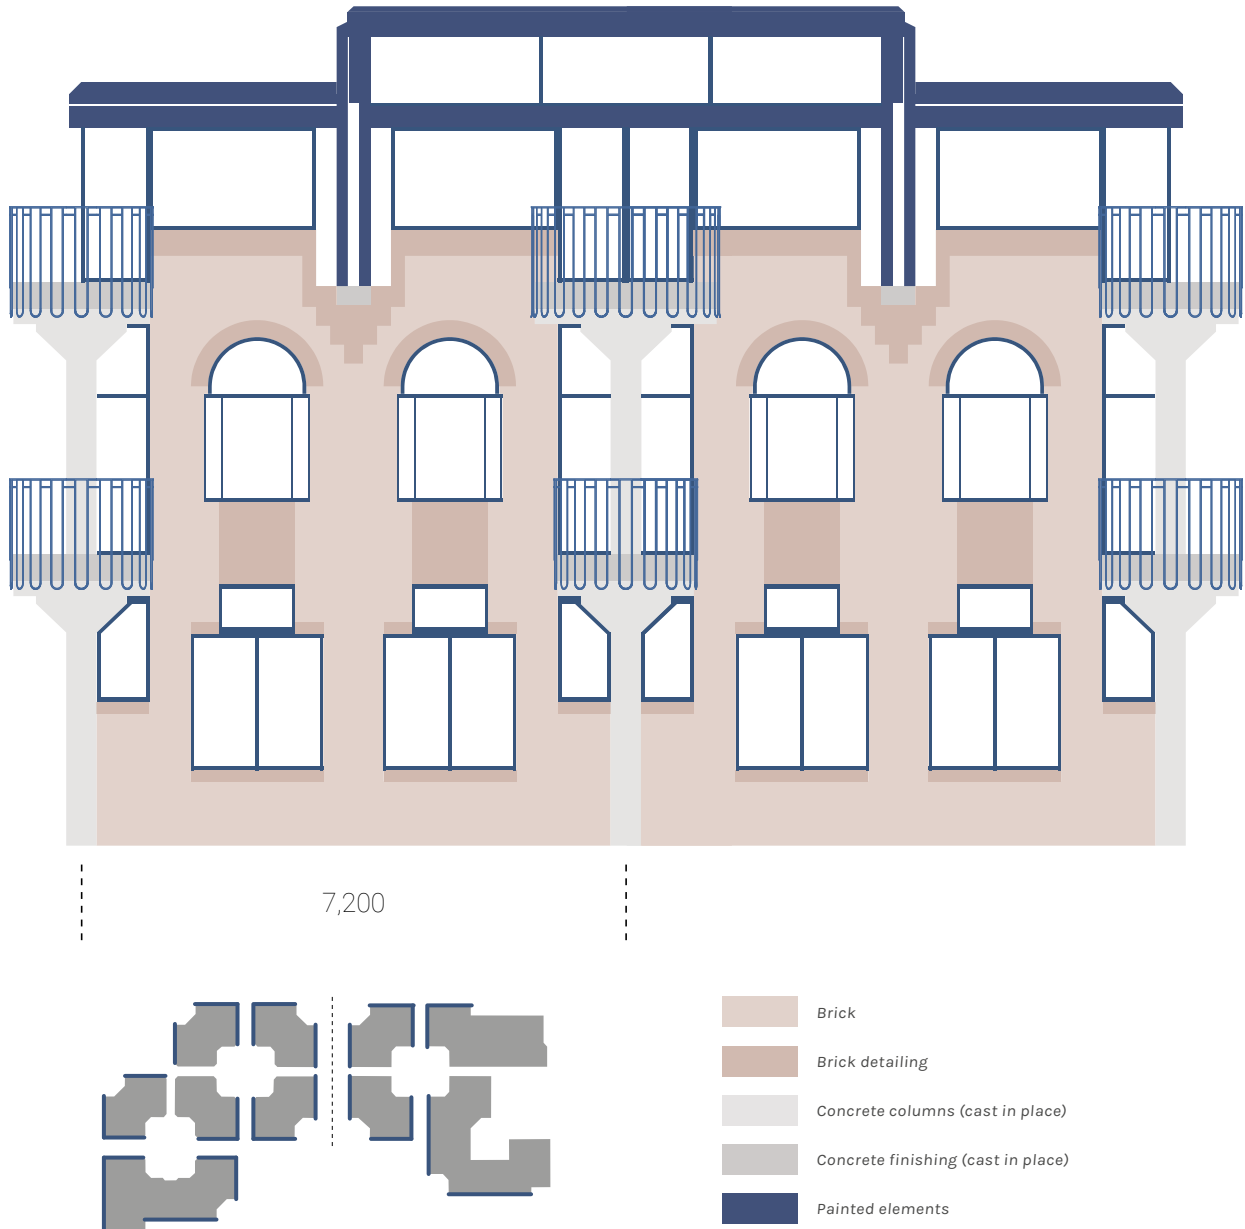 7,200
Brick
Brick detailing
Concrete columns (cast in place)
Concrete finishing (cast in place)
Painted elements